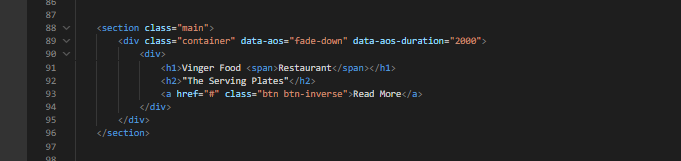 86
87
88 <section class="main">
89 <div class="container" data-aos="fade-down" data-aos-duration="2000">
90 <div>
91 <h1>Vinger Food <span>Restaurant</span></h1>
92 <h2>"The Serving Plates"</h2>
93 <a href="#" class="btn btn-inverse">Read More</a>
94 </div>
95 </div>
96 </section>
97
98